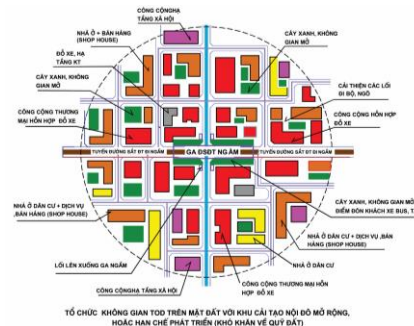 CÔNG CỘNGHẠ
TẦNG XÃ HỘI
NHÀ Ở + BÁN HÀNG
(SHOP HOUSE)
CÂY XANH, KHÔNG
GIAN MỞ
ĐỖ XE, HẠ
TẦNG KT
CÂY XANH, KHÔNG
GIAN MỞ
CẢI THIỆN CÁC LỐI
ĐI BỘ, NGÕ
CÔNG CỘNG THƯƠNG
MẠI HỖN HỢP ĐỖ XE
CÔNG CỘNG HỖN HỢP
ĐỖ XE
TUYẾN ĐƯỜNG SẮT ĐT ĐI NGẦM
GA ĐSĐT NGẦM
TUYẾN ĐƯỜNG SẮT ĐT ĐI NGẦM
CÂY XANH, KHÔNG GIAN MỞ
ĐIỂM ĐÓN KHÁCH XE BUS, T
NHÀ Ở DÂN CƯ + DỊCH VỤ
,BÁN HÀNG (SHOP HOUSE)
NHÀ Ở DÂN CƯ + DỊCH VỤ ,BÁN
HÀNG (SHOP HOUSE)
LỐI LÊN XUỐNG GA NGẦM
NHÀ Ở DÂN CƯ
CÔNG CỘNGHẠ TẦNG XÃ HỘI
CÔNG CỘNG THƯƠNG MẠI HỖN
HỢP ĐỖ XE
TỔ CHỨC KHÔNG GIAN TOD TRÊN MẶT ĐẤT VỚI KHU CẢI TẠO NỘI ĐÔ MỞ RỘNG,
HOẶC HẠN CHẾ PHÁT TRIỂN (KHÓ KHĂN VỀ QUỸ ĐẤT)